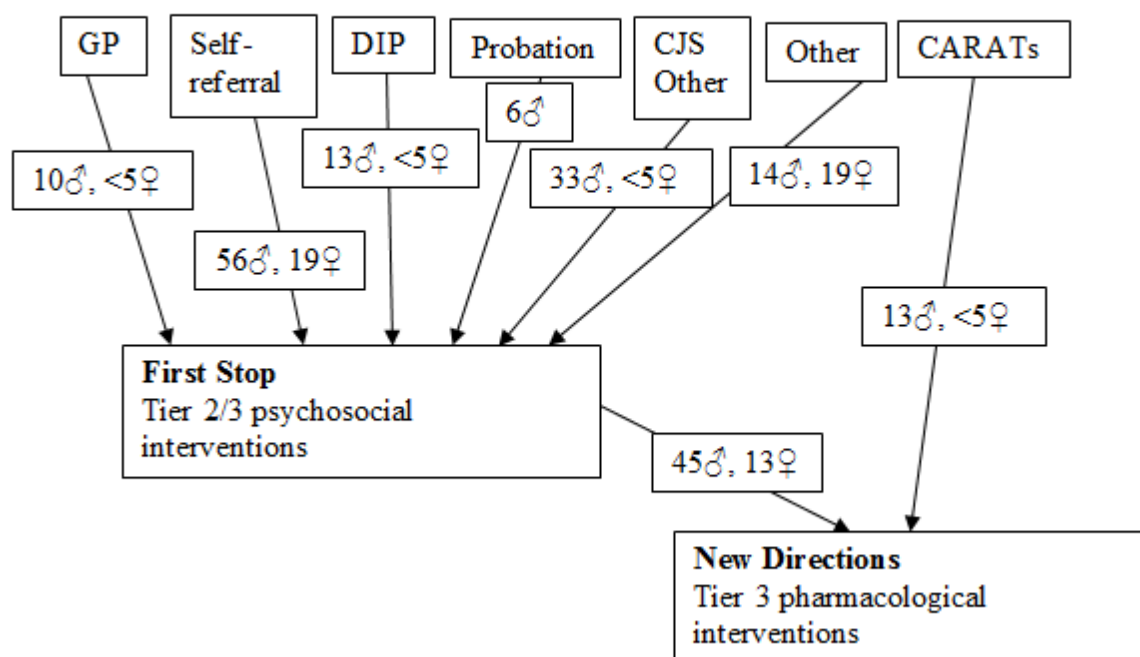 GP
Self-
referral
DIP
Probation
CJS
Other
Other
CARATs
6♂
10♂, <5♀
13♂, <5♀
33♂, <5♀
14♂, 19♀
56♂, 19♀
13♂, <5♀
First Stop
Tier 2/3 psychosocial
interventions
45♂, 13♀
New Directions
Tier 3 pharmacological
interventions